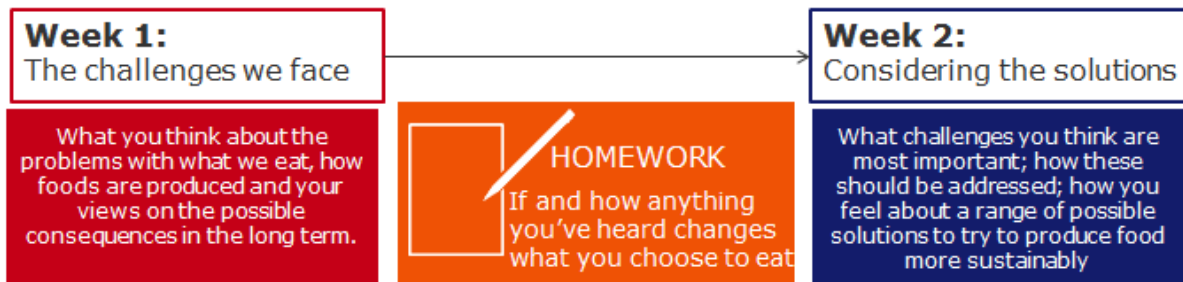 Week 1:
The challenges we face
What you think about the
problems with what we eat, how
foods are produced and your
views on the possible
consequences in the long term.
HOMEWORK
If and how anything
you've heard changes
what you choose to eat
Week 2:
Considering the solutions
What challenges you think are
most important; how these
should be addressed; how you
feel about a range of possible
solutions to try to produce food
more sustainably